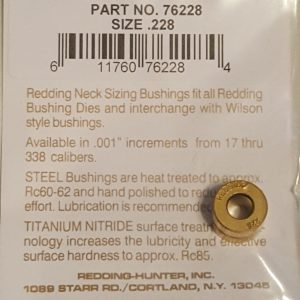 PART NO. 76228
SIZE .228
6 11760 76228 4
Redding Neck Sizing Bushings fit all Redding
Bushing Dies and interchange with Wilson
style bushings.
Available in .001" increments from 17 thru
338 calibers.
STEEL Bushings are heat treated to approx.
Rc60-62 and hand polished to
effort. Lubrication is recommended
TITANIUM NITRIDE surface
nology increases the lubricity and effective
surface hardness to approx. Rc85.
REDDING-HUNTER, INC.
1089 STARR RD./CORTLAND, N.Y. 13045